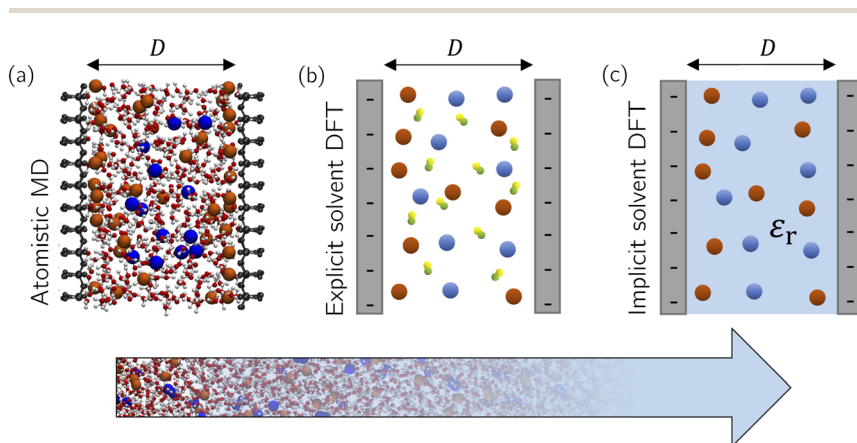 D
D
D
(a)
(b)
(c)
Atomistic MD
Explicit solvent DFT
Implicit solvent DFT
- - - - - - - -
- - - - - - - -
- - - - - - - -
- - - - - - - -
εr